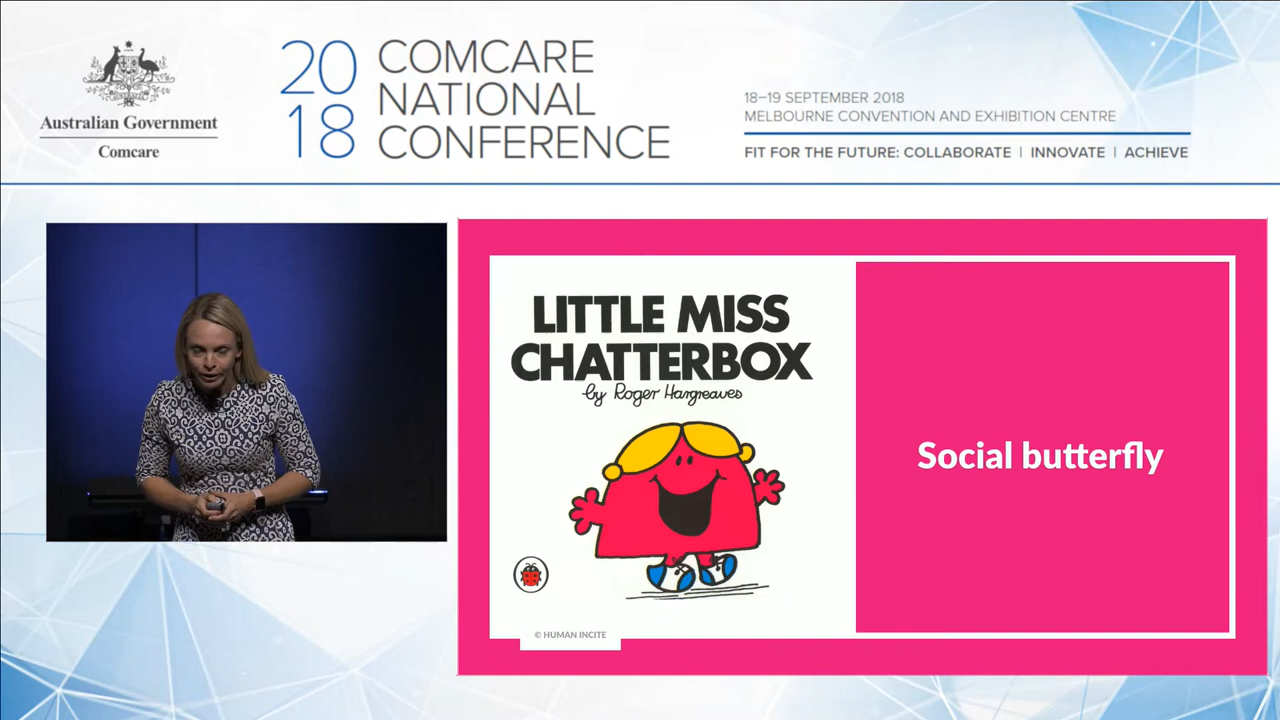 Australian Government
Comcare
20
18
COMCARE
NATIONAL
CONFERENCE
18–19 SEPTEMBER 2018
MELBOURNE CONVENTION AND EXHIBITION CENTRE
FIT FOR THE FUTURE: COLLABORATE | INNOVATE | ACHIEVE
LITTLE MISS
CHATTERBOX
by Roger Hargreaves
Social butterfly
© HUMAN INCITE